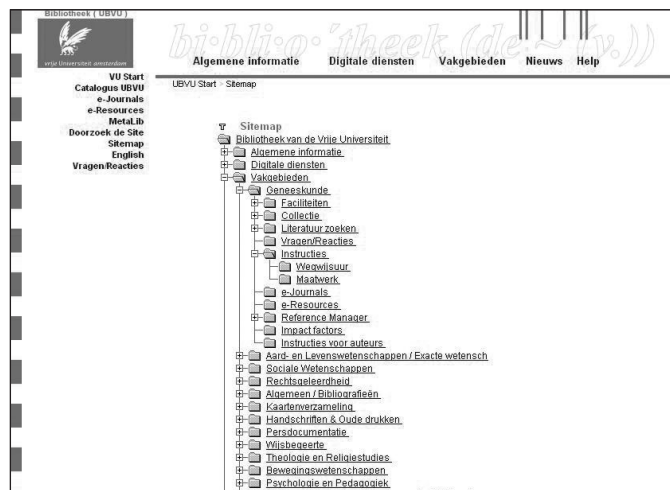 Bibliotheek ( UBVU )
bi·bli·o·´theek (de ~ (v.))
vrije Universiteit amsterdam
Algemene informatie Digitale diensten Vakgebieden Nieuws Help
VU Start
Catalogus UBVU
e-Journals
e-Resources
MetaLib
Doorzoek de Site
Sitemap
English
Vragen/Reacties
UBVU Start > Sitemap
Sitemap
Bibliotheek van de Vrije Universiteit
Algemene informatie
Digitale diensten
Vakgebieden
Geneeskunde
Faciliteiten
Collectie
Literatuur zoeken
Vragen/Reacties
Instructies
Wegwijsuur
Maatwerk
e-Journals
e-Resources
Reference Manager
Impact factors
Instructies voor auteurs
Aard- en Levenswetenschappen / Exacte wetensch
Sociale Wetenschappen
Rechtsgeleerdheid
Algemeen / Bibliografieën
Kaartenverzameling
Handschriften & Oude drukken
Persdocumentatie
Wijsbegeerte
Theologie en Religiestudies
Bewegingswetenschappen
Psychologie en Pedagogiek